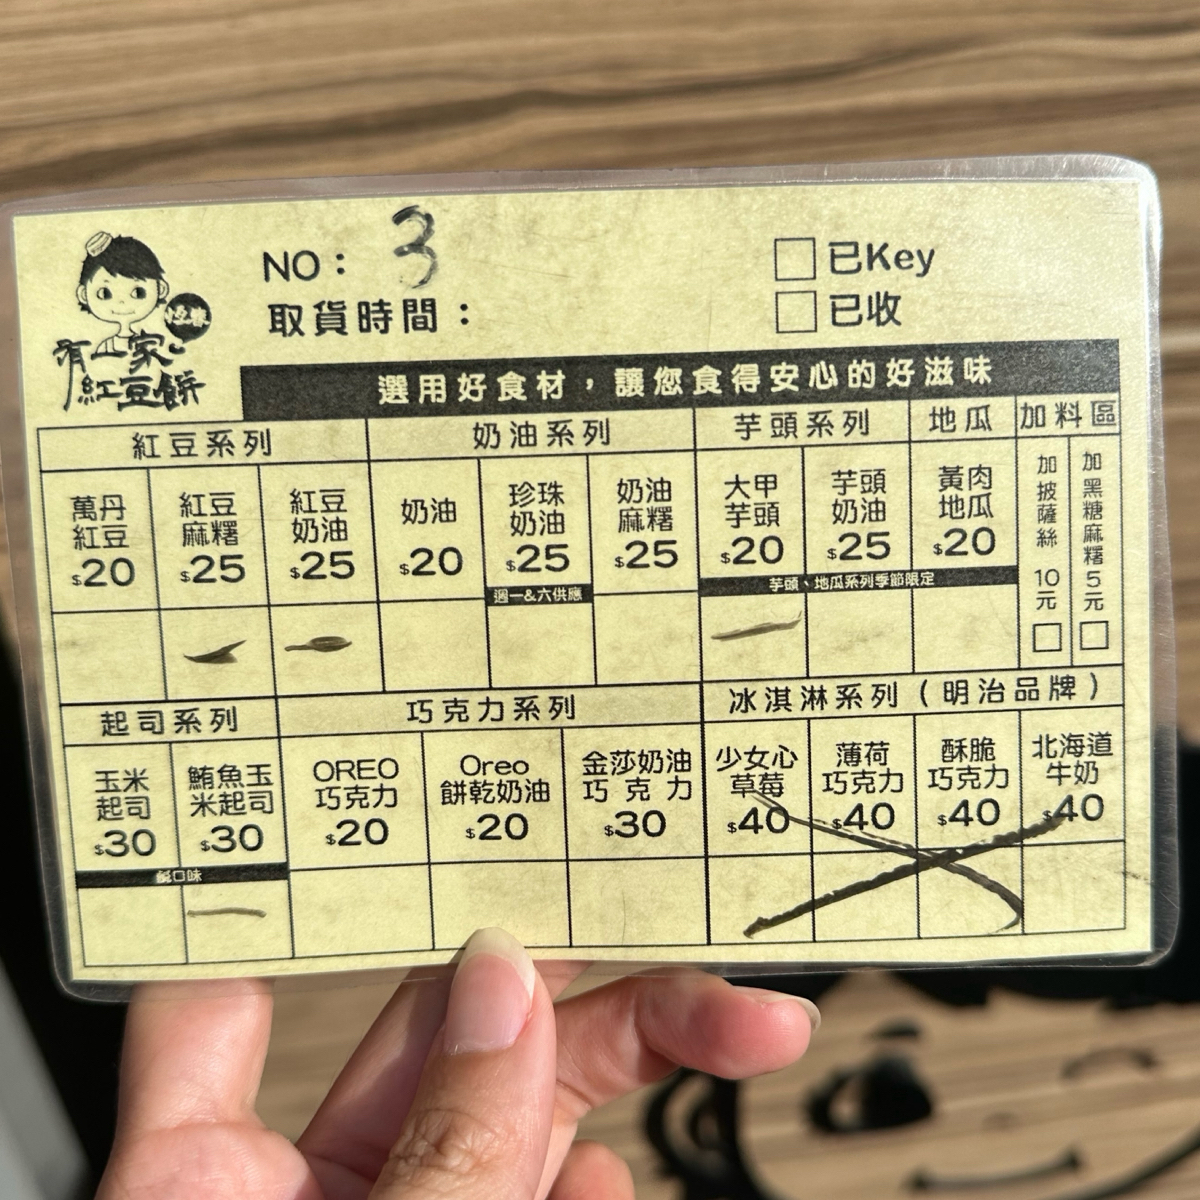 NO：3
取貨時間：
已Key
已收
有一家
紅豆餅
選用好食材，讓您食得安心的好滋味
紅豆系列 奶油系列 芋頭系列 地瓜 加料區
萬丹紅豆 $20
紅豆麻糬 $25
紅豆奶油 $25
奶油 $20
珍珠奶油 $25
週一&六供應
奶油麻糬 $25
大甲芋頭 $20
芋頭奶油 $25
黃肉地瓜 $20
芋頭、地瓜系列季節限定
加披薩絲 10元
加黑糖麻糬 5元
起司系列 巧克力系列 冰淇淋系列(明治品牌)
玉米起司 $30
鮪魚玉米起司 $30
鹹口味
OREO巧克力 $20
Oreo餅乾奶油 $20
金莎奶油巧克力 $30
少女心草莓 $40
薄荷巧克力 $40
酥脆巧克力 $40
北海道牛奶 $40